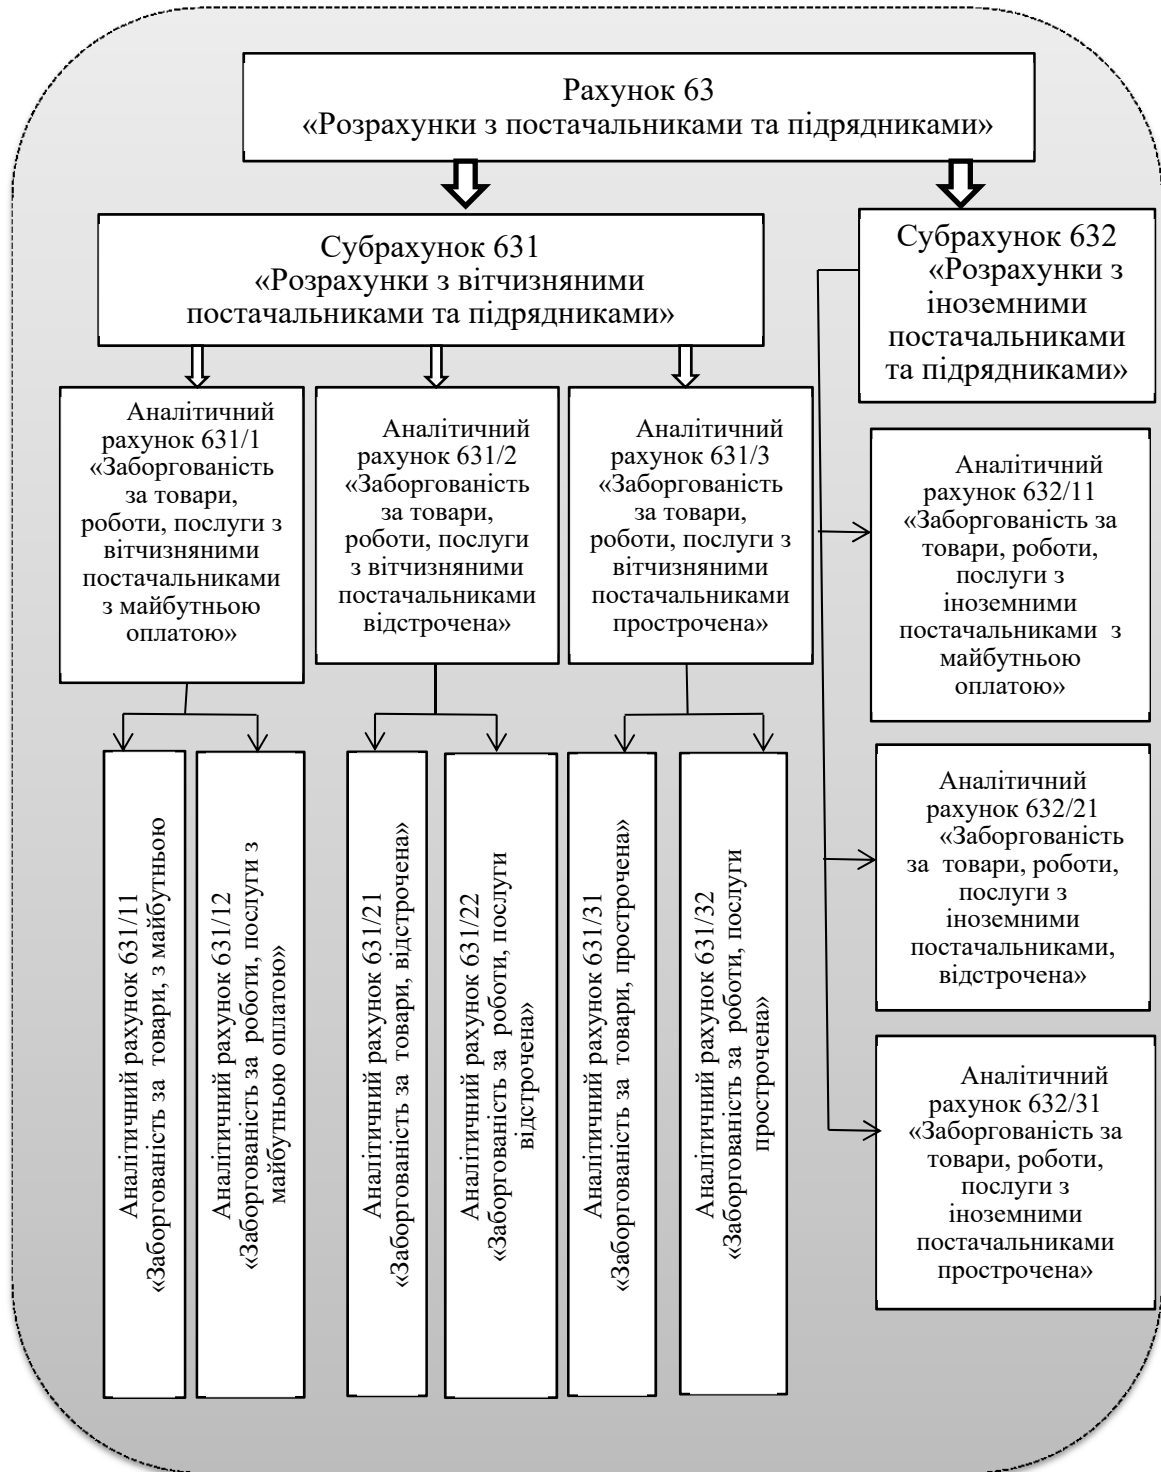 Рахунок 63
«Розрахунки з постачальниками та підрядниками»
Субрахунок 631
«Розрахунки з вітчизняними
постачальниками та підрядниками»
Субрахунок 632
«Розрахунки з
іноземними
постачальниками
та підрядниками»
Аналітичний
рахунок 631/1
«Заборгованість
за товари,
роботи, послуги з
вітчизняними
постачальниками
з майбутньою
оплатою»
Аналітичний
рахунок 631/2
«Заборгованість
за товари,
роботи, послуги
з вітчизняними
постачальниками
відстрочена»
Аналітичний
рахунок 631/3
«Заборгованість
за товари,
роботи, послуги з
вітчизняними
постачальниками
прострочена»
Аналітичний
рахунок 632/11
«Заборгованість за
товари, роботи,
послуги з
іноземними
постачальниками з
майбутньою
оплатою»
Аналітичний
рахунок 632/21
«Заборгованість
за товари, роботи,
послуги з
іноземними
постачальниками,
відстрочена»
Аналітичний
рахунок 632/31
«Заборгованість за
товари, роботи,
послуги з
іноземними
постачальниками
прострочена»
Аналітичний рахунок 631/11
«Заборгованість за товари, з майбутньою
Аналітичний рахунок 631/12
«Заборгованість за роботи, послуги з
майбутньою оплатою»
Аналітичний рахунок 631/21
«Заборгованість за товари, відстрочена»
Аналітичний рахунок 631/22
«Заборгованість за роботи, послуги
відстрочена»
Аналітичний рахунок 631/31
«Заборгованість за товари, прострочена»
Аналітичний рахунок 631/32
«Заборгованість за роботи, послуги
прострочена»